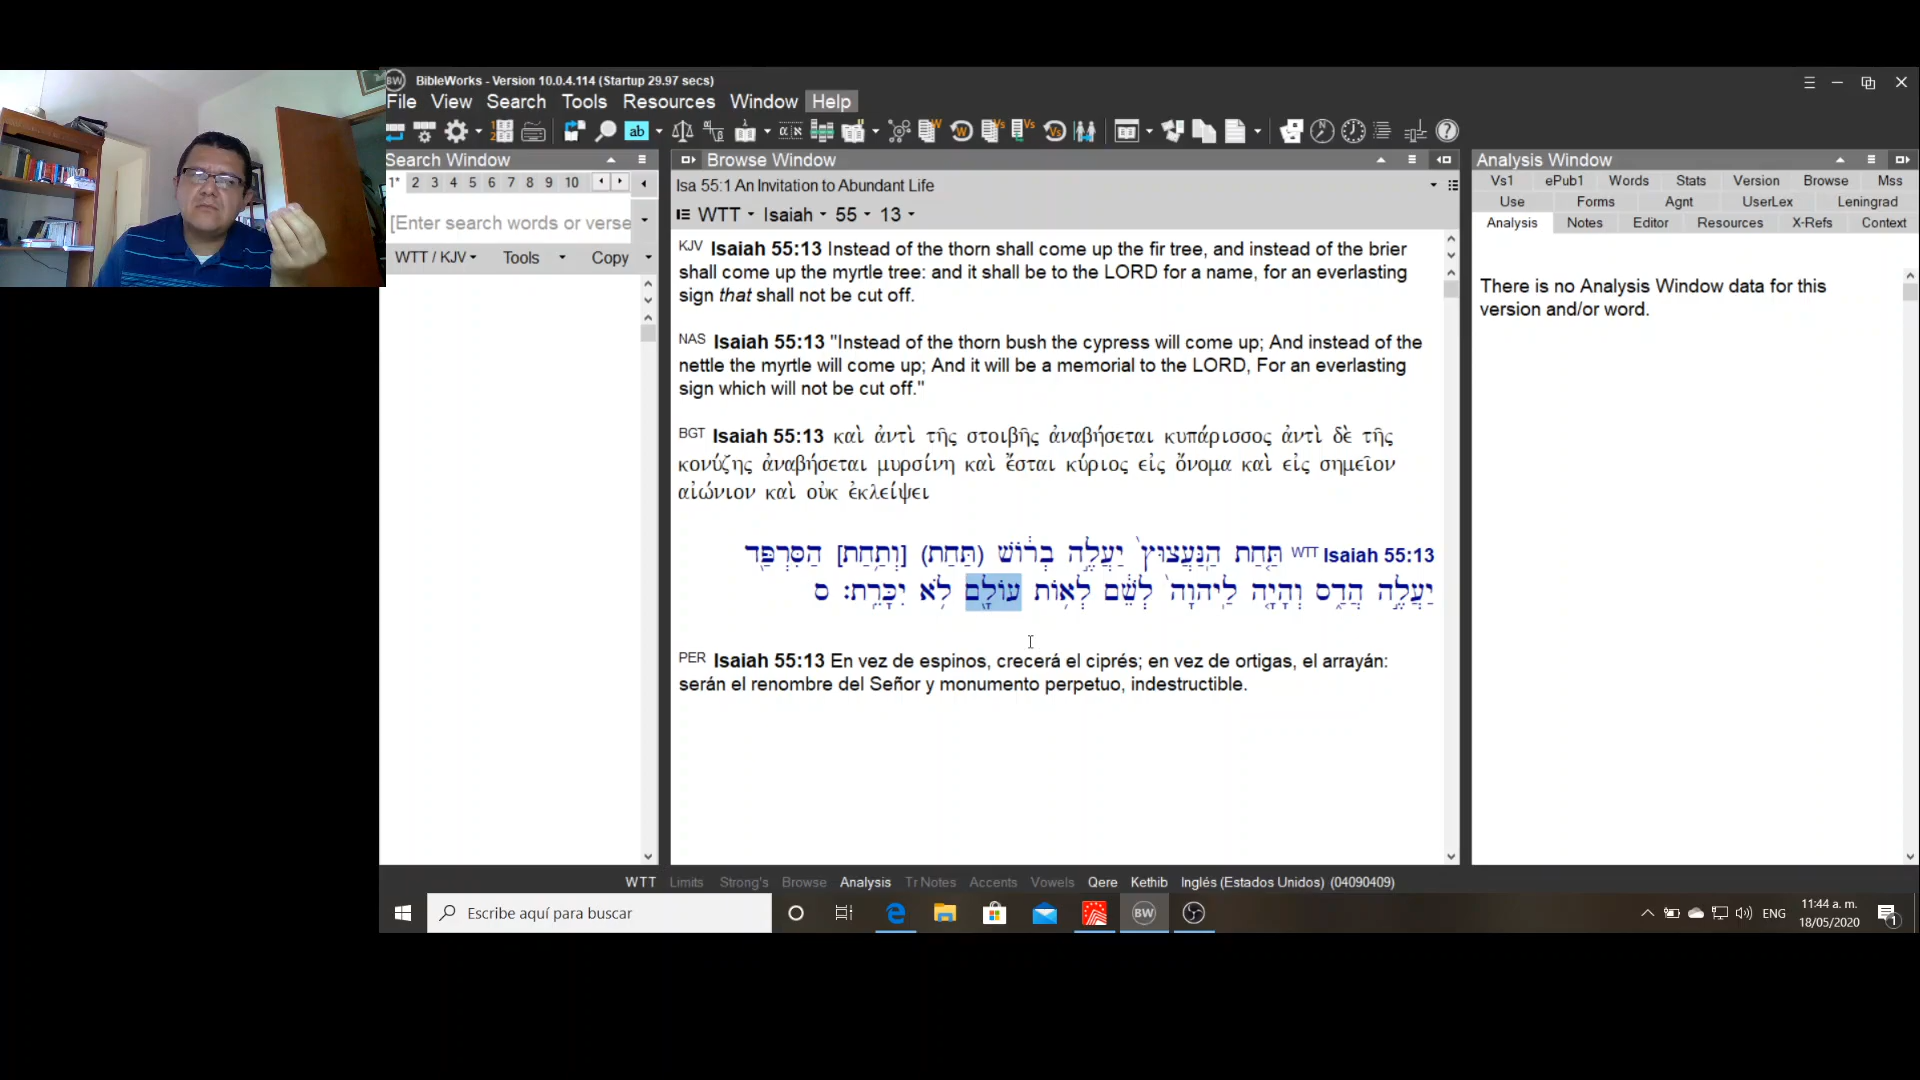 BW BibleWorks - Version 10.0.4.114 (Startup 29.97 secs)
File View Search Tools Resources Window Help
Search Window
1* 2 3 4 5 6 7 8 9 10
[Enter search words or verse
WTT / KJV Tools Copy
Browse Window
Isa 55:1 An Invitation to Abundant Life
WTT Isaiah 55 13
KJV Isaiah 55:13 Instead of the thorn shall come up the fir tree, and instead of the brier
shall come up the myrtle tree: and it shall be to the LORD for a name, for an everlasting
sign that shall not be cut off.
NAS Isaiah 55:13 "Instead of the thorn bush the cypress will come up; And instead of the
nettle the myrtle will come up; And it will be a memorial to the LORD, For an everlasting
sign which will not be cut off."
BGT Isaiah 55:13 καὶ ἀντὶ τῆς στοιβῆς ἀναβήσεται κυπάρισσος ἀντὶ δὲ τῆς
κονύζης ἀναβήσεται μυρσίνη καὶ ἔσται κύριος εἰς ὄνομα καὶ εἰς σημεῖον
αἰώνιον καὶ οὐκ ἐκλείψει
WTT Isaiah 55:13 תַּ֤חַת הַֽנַּעֲצוּץ֙ יַעֲלֶ֣ה בְר֔וֹשׁ (תַּחַת) [וְתַ֥חַת] הַסִּרְפַּ֖ד
יַעֲלֶ֣ה הֲדַ֑ס וְהָיָ֤ה לַֽיהוָה֙ לְשֵׁ֔ם לְא֥וֹת עוֹלָ֖ם לֹ֥א יִכָּרֵֽת׃ ס
PER Isaiah 55:13 En vez de espinos, crecerá el ciprés; en vez de ortigas, el arrayán:
serán el renombre del Señor y monumento perpetuo, indestructible.
Analysis Window
Vs1 ePub1 Words Stats Version Browse Mss
Use Forms Agnt UserLex Leningrad
Analysis Notes Editor Resources X-Refs Context
There is no Analysis Window data for this
version and/or word.
WTT Limits Strong's Browse Analysis Tr Notes Accents Vowels Qere Kethib Inglés (Estados Unidos) (04090409)
Escribe aquí para buscar
BW
ENG
11:44 a. m.
18/05/2020
1